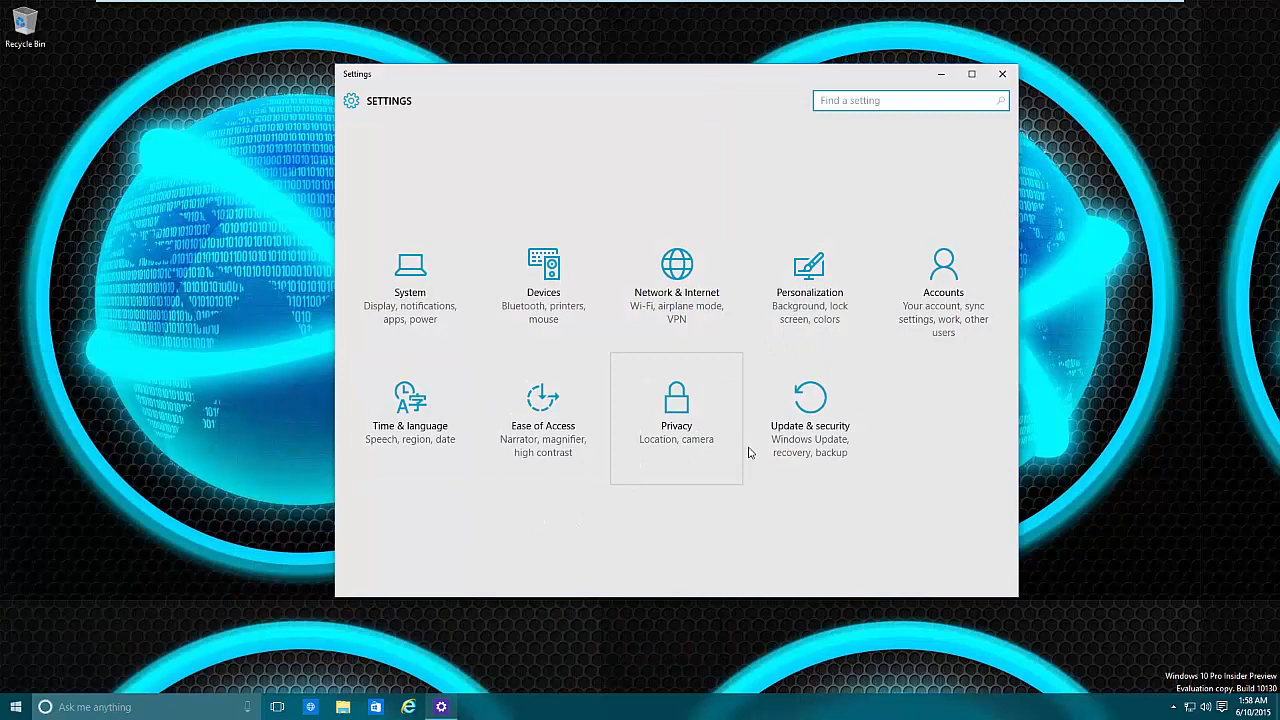 Recycle Bin
Settings
SETTINGS
Find a setting
System
Display, notifications,
apps, power
Devices
Bluetooth, printers,
mouse
Network & Internet
Wi-Fi, airplane mode,
VPN
Personalization
Background, lock
screen, colors
Accounts
Your account, sync
settings, work, other
users
Time & language
Speech, region, date
Ease of Access
Narrator, magnifier,
high contrast
Privacy
Location, camera
Update & security
Windows Update,
recovery, backup
Windows 10 Pro Insider Preview
Evaluation copy. Build 10130
Ask me anything
1:58 AM
6/10/2015